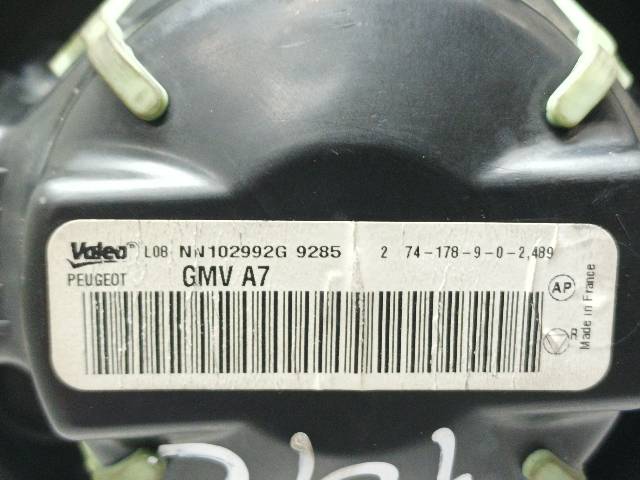 Valeo L08 NN102992G 9285 2 74-178-9-0-2,489
PEUGEOT GMV A7
AP
R
Made in France